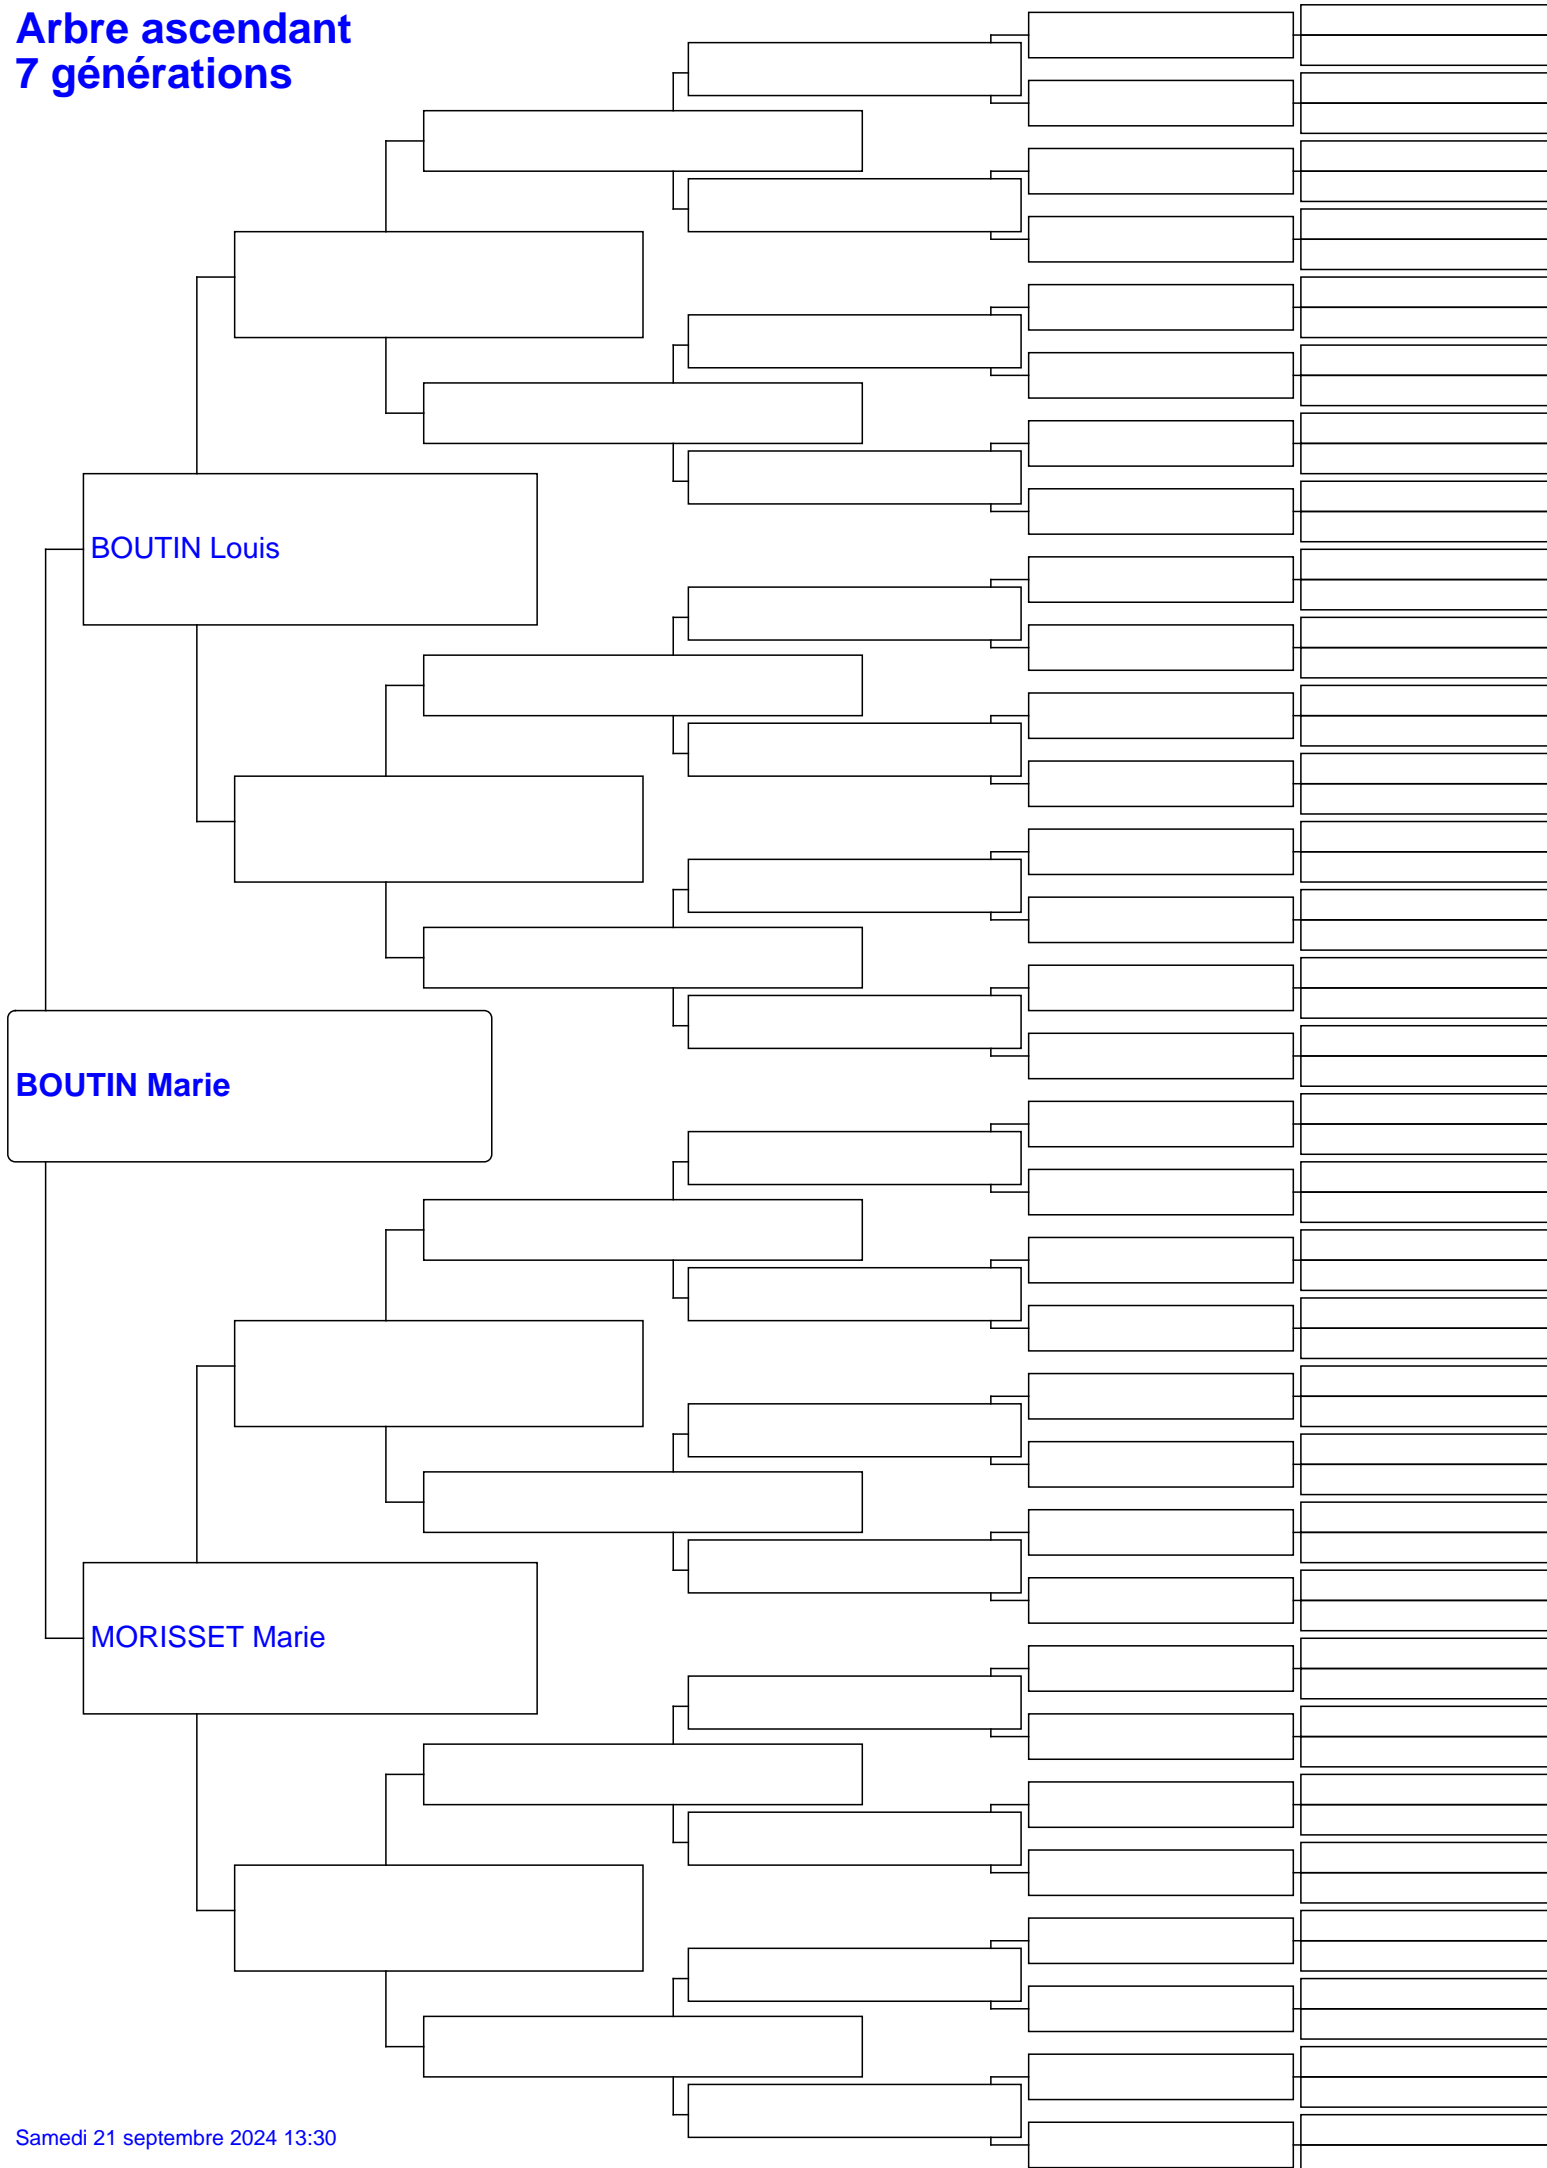 Arbre ascendant
7 générations
BOUTIN Louis
BOUTIN Marie
MORISSET Marie
Samedi 21 septembre 2024 13:30